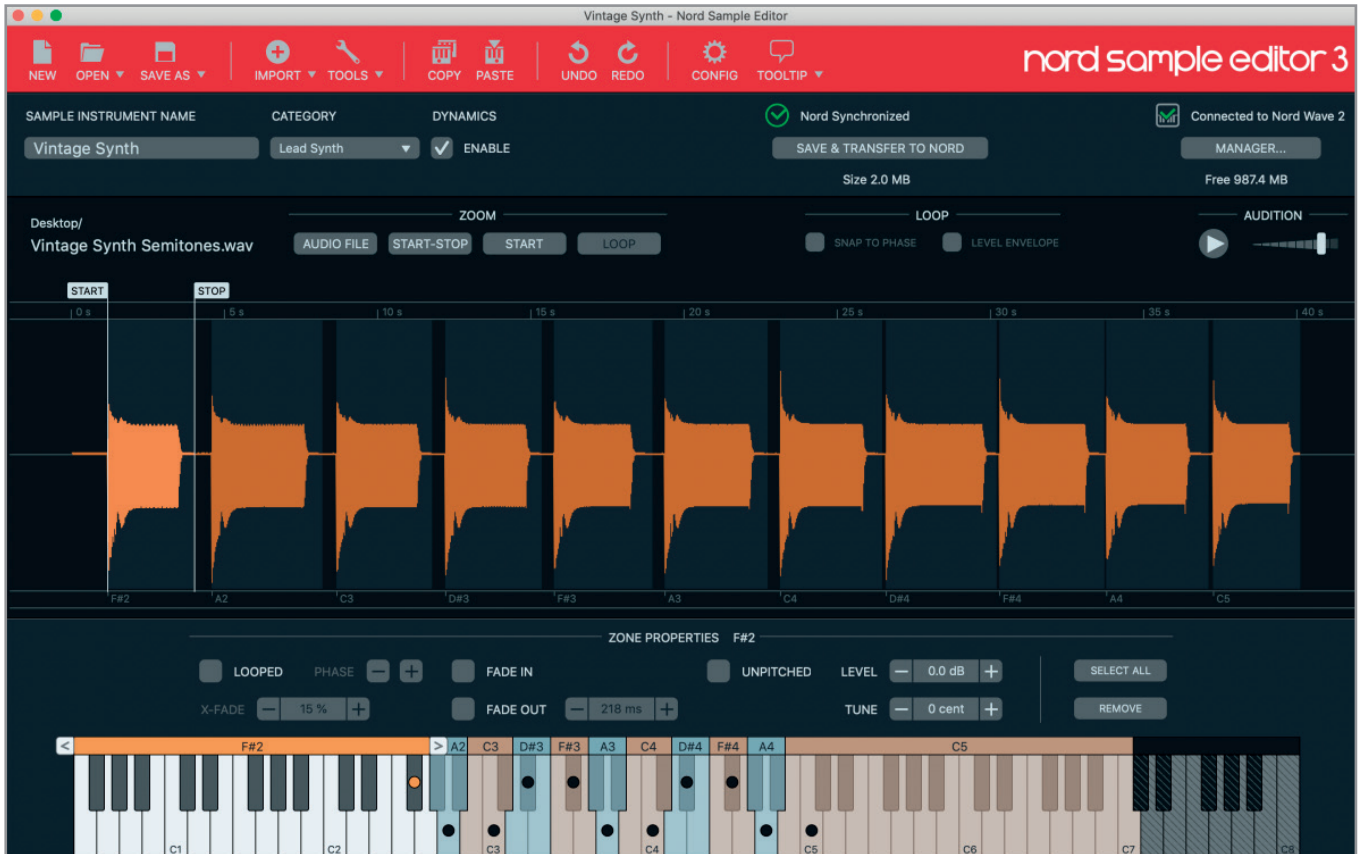 Vintage Synth - Nord Sample Editor
NEW OPEN SAVE AS IMPORT TOOLS COPY PASTE UNDO REDO CONFIG TOOLTIP
nord sample editor 3
SAMPLE INSTRUMENT NAME CATEGORY DYNAMICS Nord Synchronized Connected to Nord Wave 2
Vintage Synth Lead Synth ENABLE SAVE & TRANSFER TO NORD MANAGER...
Size 2.0 MB Free 987.4 MB
Desktop/ ZOOM LOOP AUDITION
Vintage Synth Semitones.wav AUDIO FILE START-STOP START LOOP SNAP TO PHASE LEVEL ENVELOPE
START STOP
0 s 5 s 10 s 15 s 20 s 25 s 30 s 35 s 40 s
F#2 A2 C3 D#3 F#3 A3 C4 D#4 F#4 A4 C5
ZONE PROPERTIES F#2
LOOPED PHASE − + FADE IN UNPITCHED LEVEL − 0.0 dB + SELECT ALL
X-FADE − 15 % + FADE OUT − 218 ms + TUNE − 0 cent + REMOVE
< F#2 > A2 C3 D#3 F#3 A3 C4 D#4 F#4 A4 C5
C1 C2 C3 C4 C5 C6 C7 C8